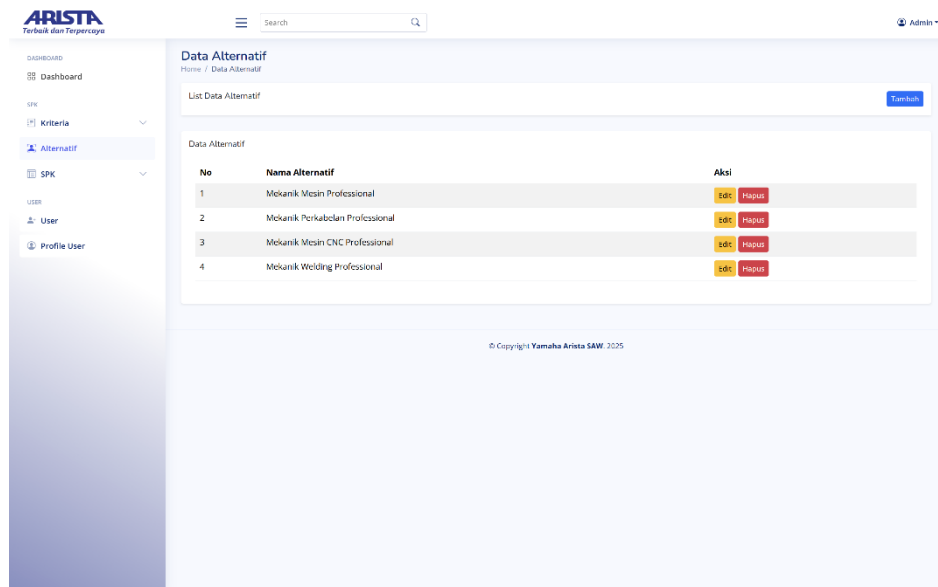 ARISTA
Terbaik dan Terpercaya
Search
Admin
DASHBOARD
Dashboard
SPK
Kriteria
Alternatif
SPK
USER
User
Profile User
Data Alternatif
Home / Data Alternatif
List Data Alternatif
Tambah
Data Alternatif
No Nama Alternatif Aksi
1 Mekanik Mesin Professional Edit Hapus
2 Mekanik Perkabelan Professional Edit Hapus
3 Mekanik Mesin CNC Professional Edit Hapus
4 Mekanik Welding Professional Edit Hapus
© Copyright Yamaha Arista SAW. 2025